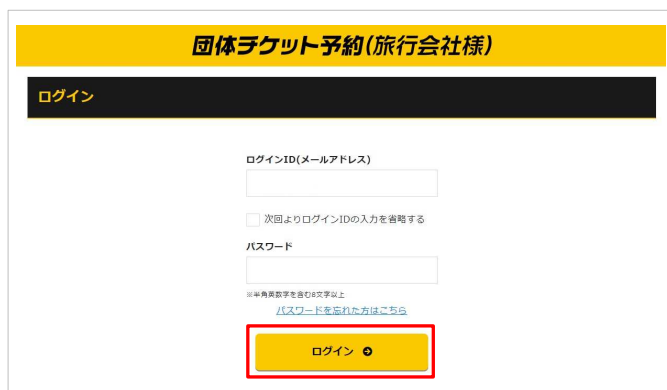 団体チケット予約(旅行会社様)
ログイン
ログインID(メールアドレス)
次回よりログインIDの入力を省略する
パスワード
※半角英数字を含む8文字以上
パスワードを忘れた方はこちら
ログイン